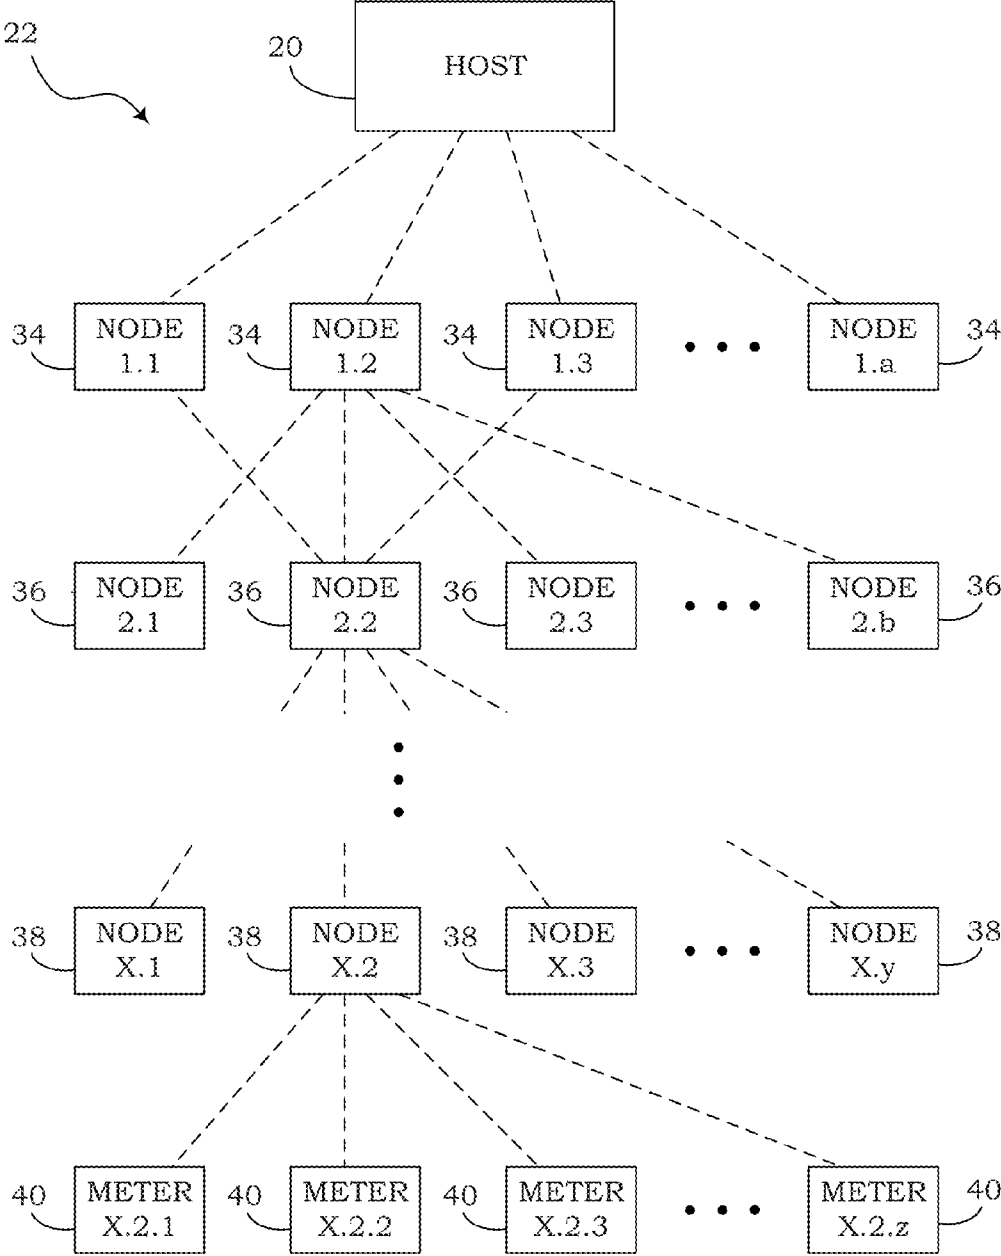 22
20
HOST
34
NODE
1.1
34
NODE
1.2
34
NODE
1.3
NODE
1.a
34
36
NODE
2.1
36
NODE
2.2
36
NODE
2.3
NODE
2.b
36
38
NODE
X.1
38
NODE
X.2
38
NODE
X.3
NODE
X.y
38
40
METER
X.2.1
40
METER
X.2.2
40
METER
X.2.3
METER
X.2.z
40